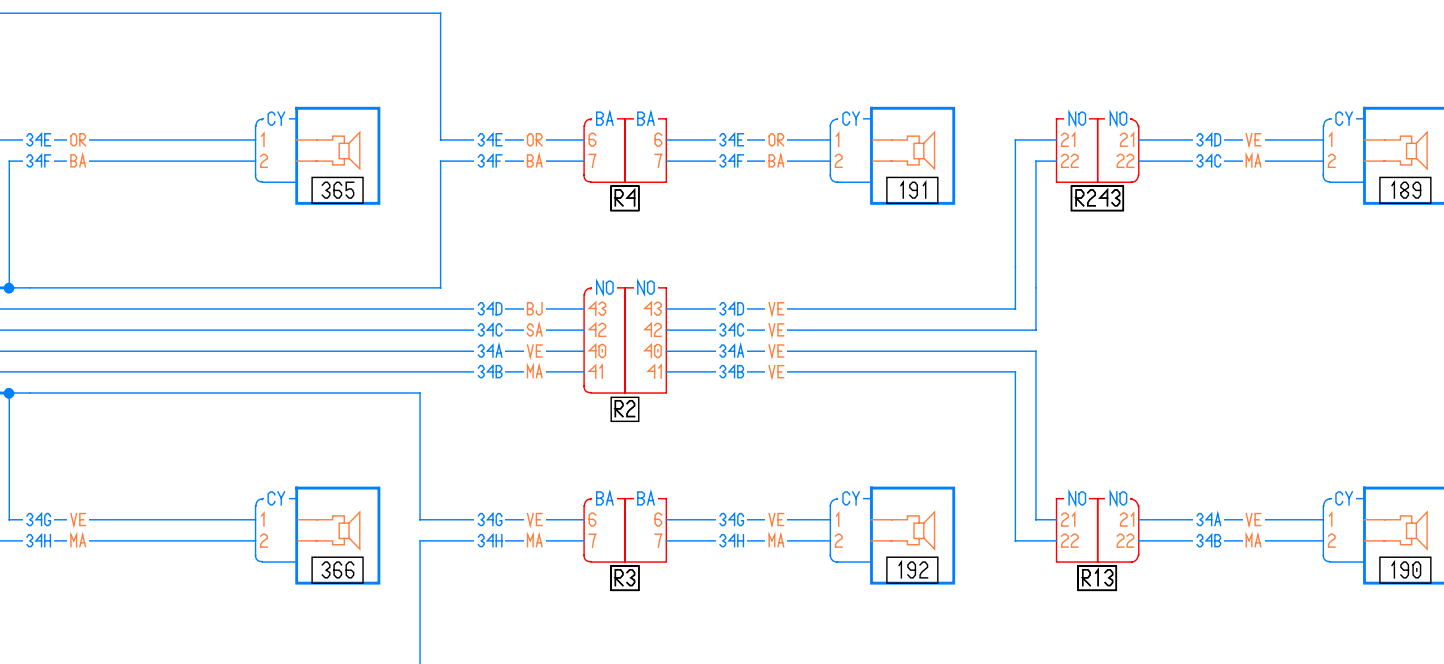 CY BA BA CY NO NO CY
34E OR 1 34E OR 6 6 34E OR 1 21 21 34D VE 1
34F BA 2 34F BA 7 7 34F BA 2 22 22 34C MA 2
365 R4 191 R243 189
NO NO
34D BJ 43 43 34D VE
34C SA 42 42 34C VE
34A VE 40 40 34A VE
34B MA 41 41 34B VE
R2
CY BA BA CY NO NO CY
34G VE 1 34G VE 6 6 34G VE 1 21 21 34A VE 1
34H MA 2 34H MA 7 7 34H MA 2 22 22 34B MA 2
366 R3 192 R13 190